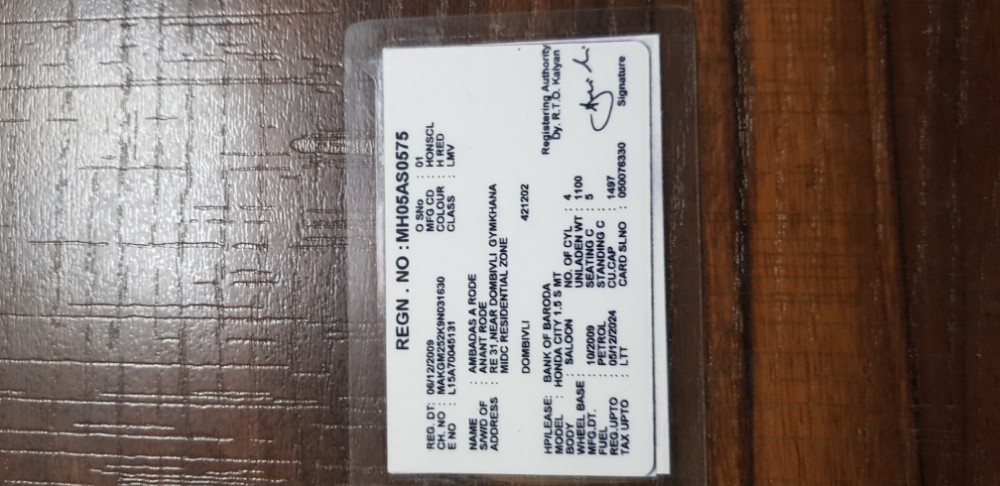 REGN . NO : MH05AS0575
REG. DT: 06/12/2009 O SNo : 01
CH. NO : MAKGM252K9N031630 MFG CD : HONSCL
E NO : L15A70045131 COLOUR : H RED
CLASS : LMV
NAME : AMBADAS A RODE
S/W/D OF : ANANT RODE
ADDRESS : RE 31,NEAR DOMBIVLI GYMKHANA
MIDC RESIDENTIAL ZONE
DOMBIVLI 421202
HP/LEASE: BANK OF BARODA
MODEL : HONDA CITY 1.5 S MT
BODY : SALOON NO. OF CYL : 4
WHEEL BASE : UNLADEN WT : 1100
MFG.DT. : 10/2009 SEATING C : 5
FUEL : PETROL STANDING C :
REG.UPTO : 05/12/2024 CU.CAP : 1497
TAX UPTO : LTT CARD SLNO : 050076330
Registering Authority
Dy. R.T.O. Kalyan
Signature